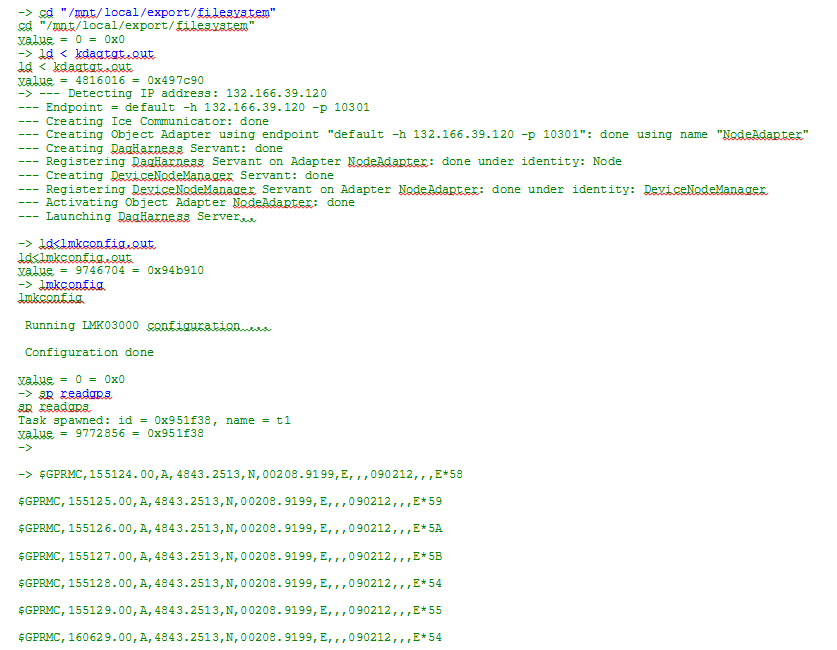 -> cd "/mnt/local/export/filesystem"
cd "/mnt/local/export/filesystem"
value = 0 = 0x0
-> ld < kdaqtgt.out
ld < kdaqtgt.out
value = 4816016 = 0x497c90
-> --- Detecting IP address: 132.166.39.120
--- Endpoint = default -h 132.166.39.120 -p 10301
--- Creating Ice Communicator: done
--- Creating Object Adapter using endpoint "default -h 132.166.39.120 -p 10301": done using name "NodeAdapter"
--- Creating DaqHarness Servant: done
--- Registering DaqHarness Servant on Adapter NodeAdapter: done under identity: Node
--- Creating DeviceNodeManager Servant: done
--- Registering DeviceNodeManager Servant on Adapter NodeAdapter: done under identity: DeviceNodeManager
--- Activating Object Adapter NodeAdapter: done
--- Launching DaqHarness Server..
-> ld<lmkconfig.out
ld<lmkconfig.out
value = 9746704 = 0x94b910
-> lmkconfig
lmkconfig
Running LMK03000 configuration ...
Configuration done
value = 0 = 0x0
-> sp readgps
sp readgps
Task spawned: id = 0x951f38, name = t1
value = 9772856 = 0x951f38
->
-> $GPRMC,155124.00,A,4843.2513,N,00208.9199,E,,,090212,,,E*58
$GPRMC,155125.00,A,4843.2513,N,00208.9199,E,,,090212,,,E*59
$GPRMC,155126.00,A,4843.2513,N,00208.9199,E,,,090212,,,E*5A
$GPRMC,155127.00,A,4843.2513,N,00208.9199,E,,,090212,,,E*5B
$GPRMC,155128.00,A,4843.2513,N,00208.9199,E,,,090212,,,E*54
$GPRMC,155129.00,A,4843.2513,N,00208.9199,E,,,090212,,,E*55
$GPRMC,160629.00,A,4843.2513,N,00208.9199,E,,,090212,,,E*54